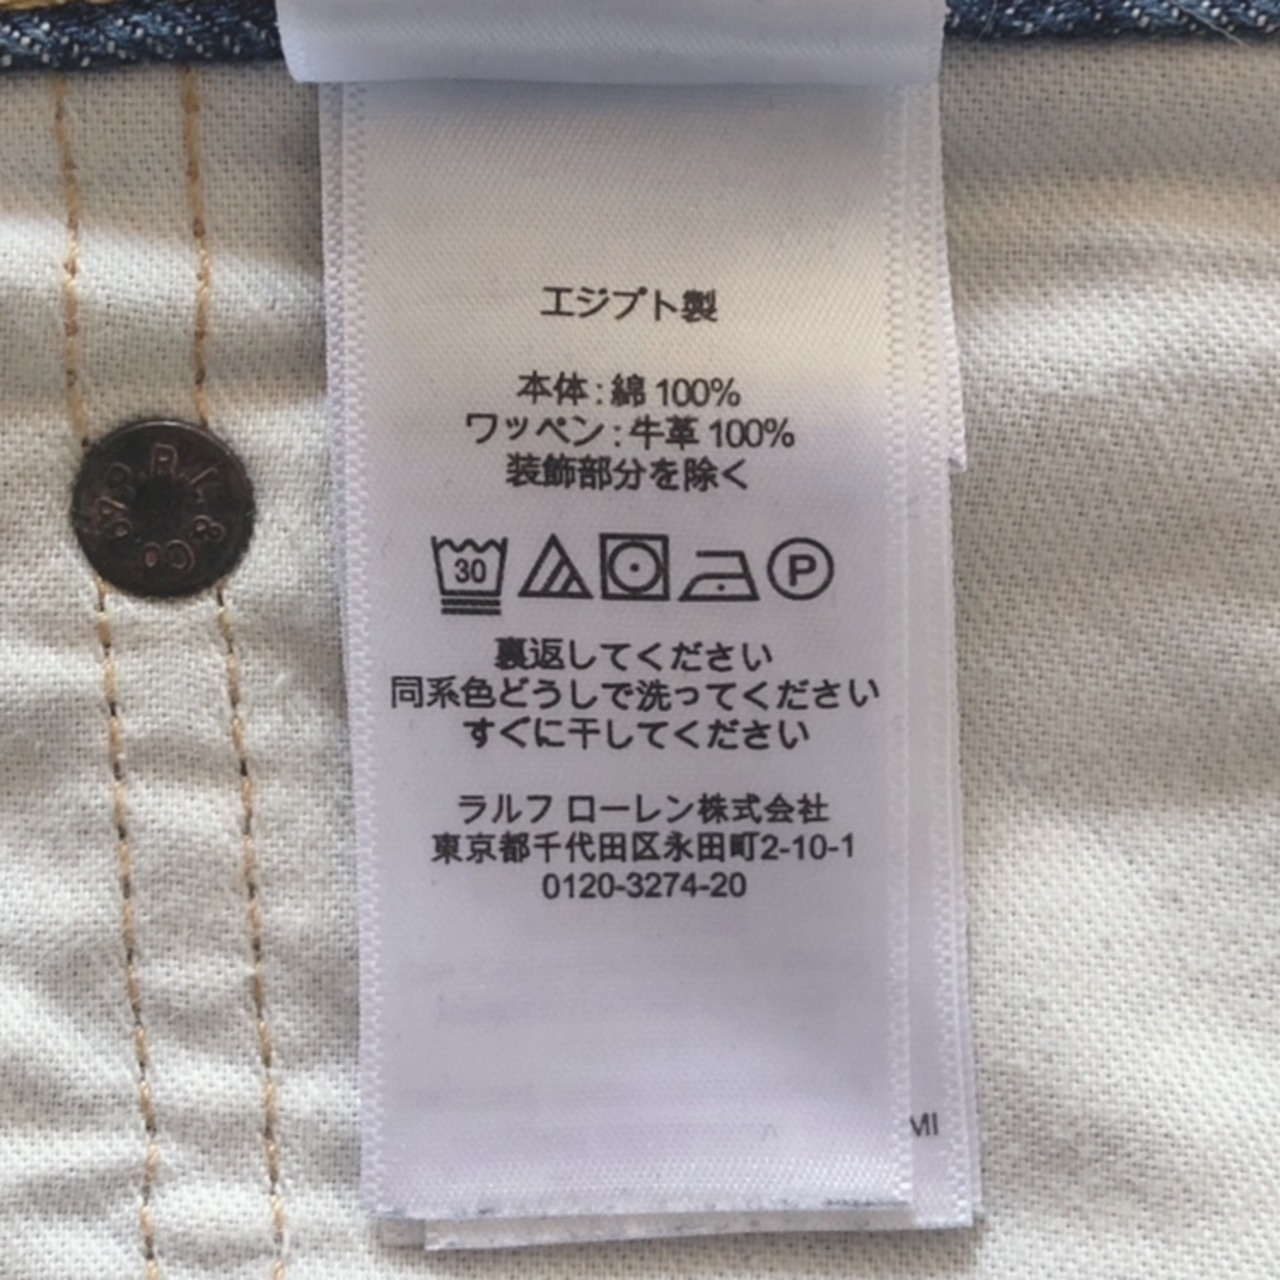 エジプト製
本体:綿 100%
ワッペン:牛革 100%
装飾部分を除く
30
P
裏返してください
同系色どうしで洗ってください
すぐに干してください
ラルフ ローレン株式会社
東京都千代田区永田町2-10-1
0120-3274-20
MI